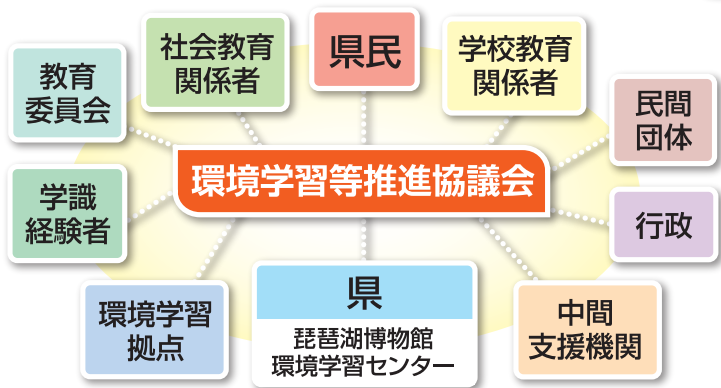 県民
社会教育
関係者
学校教育
関係者
教育
委員会
民間
団体
環境学習等推進協議会
学識
経験者
行政
環境学習
拠点
県
琵琶湖博物館
環境学習センター
中間
支援機関